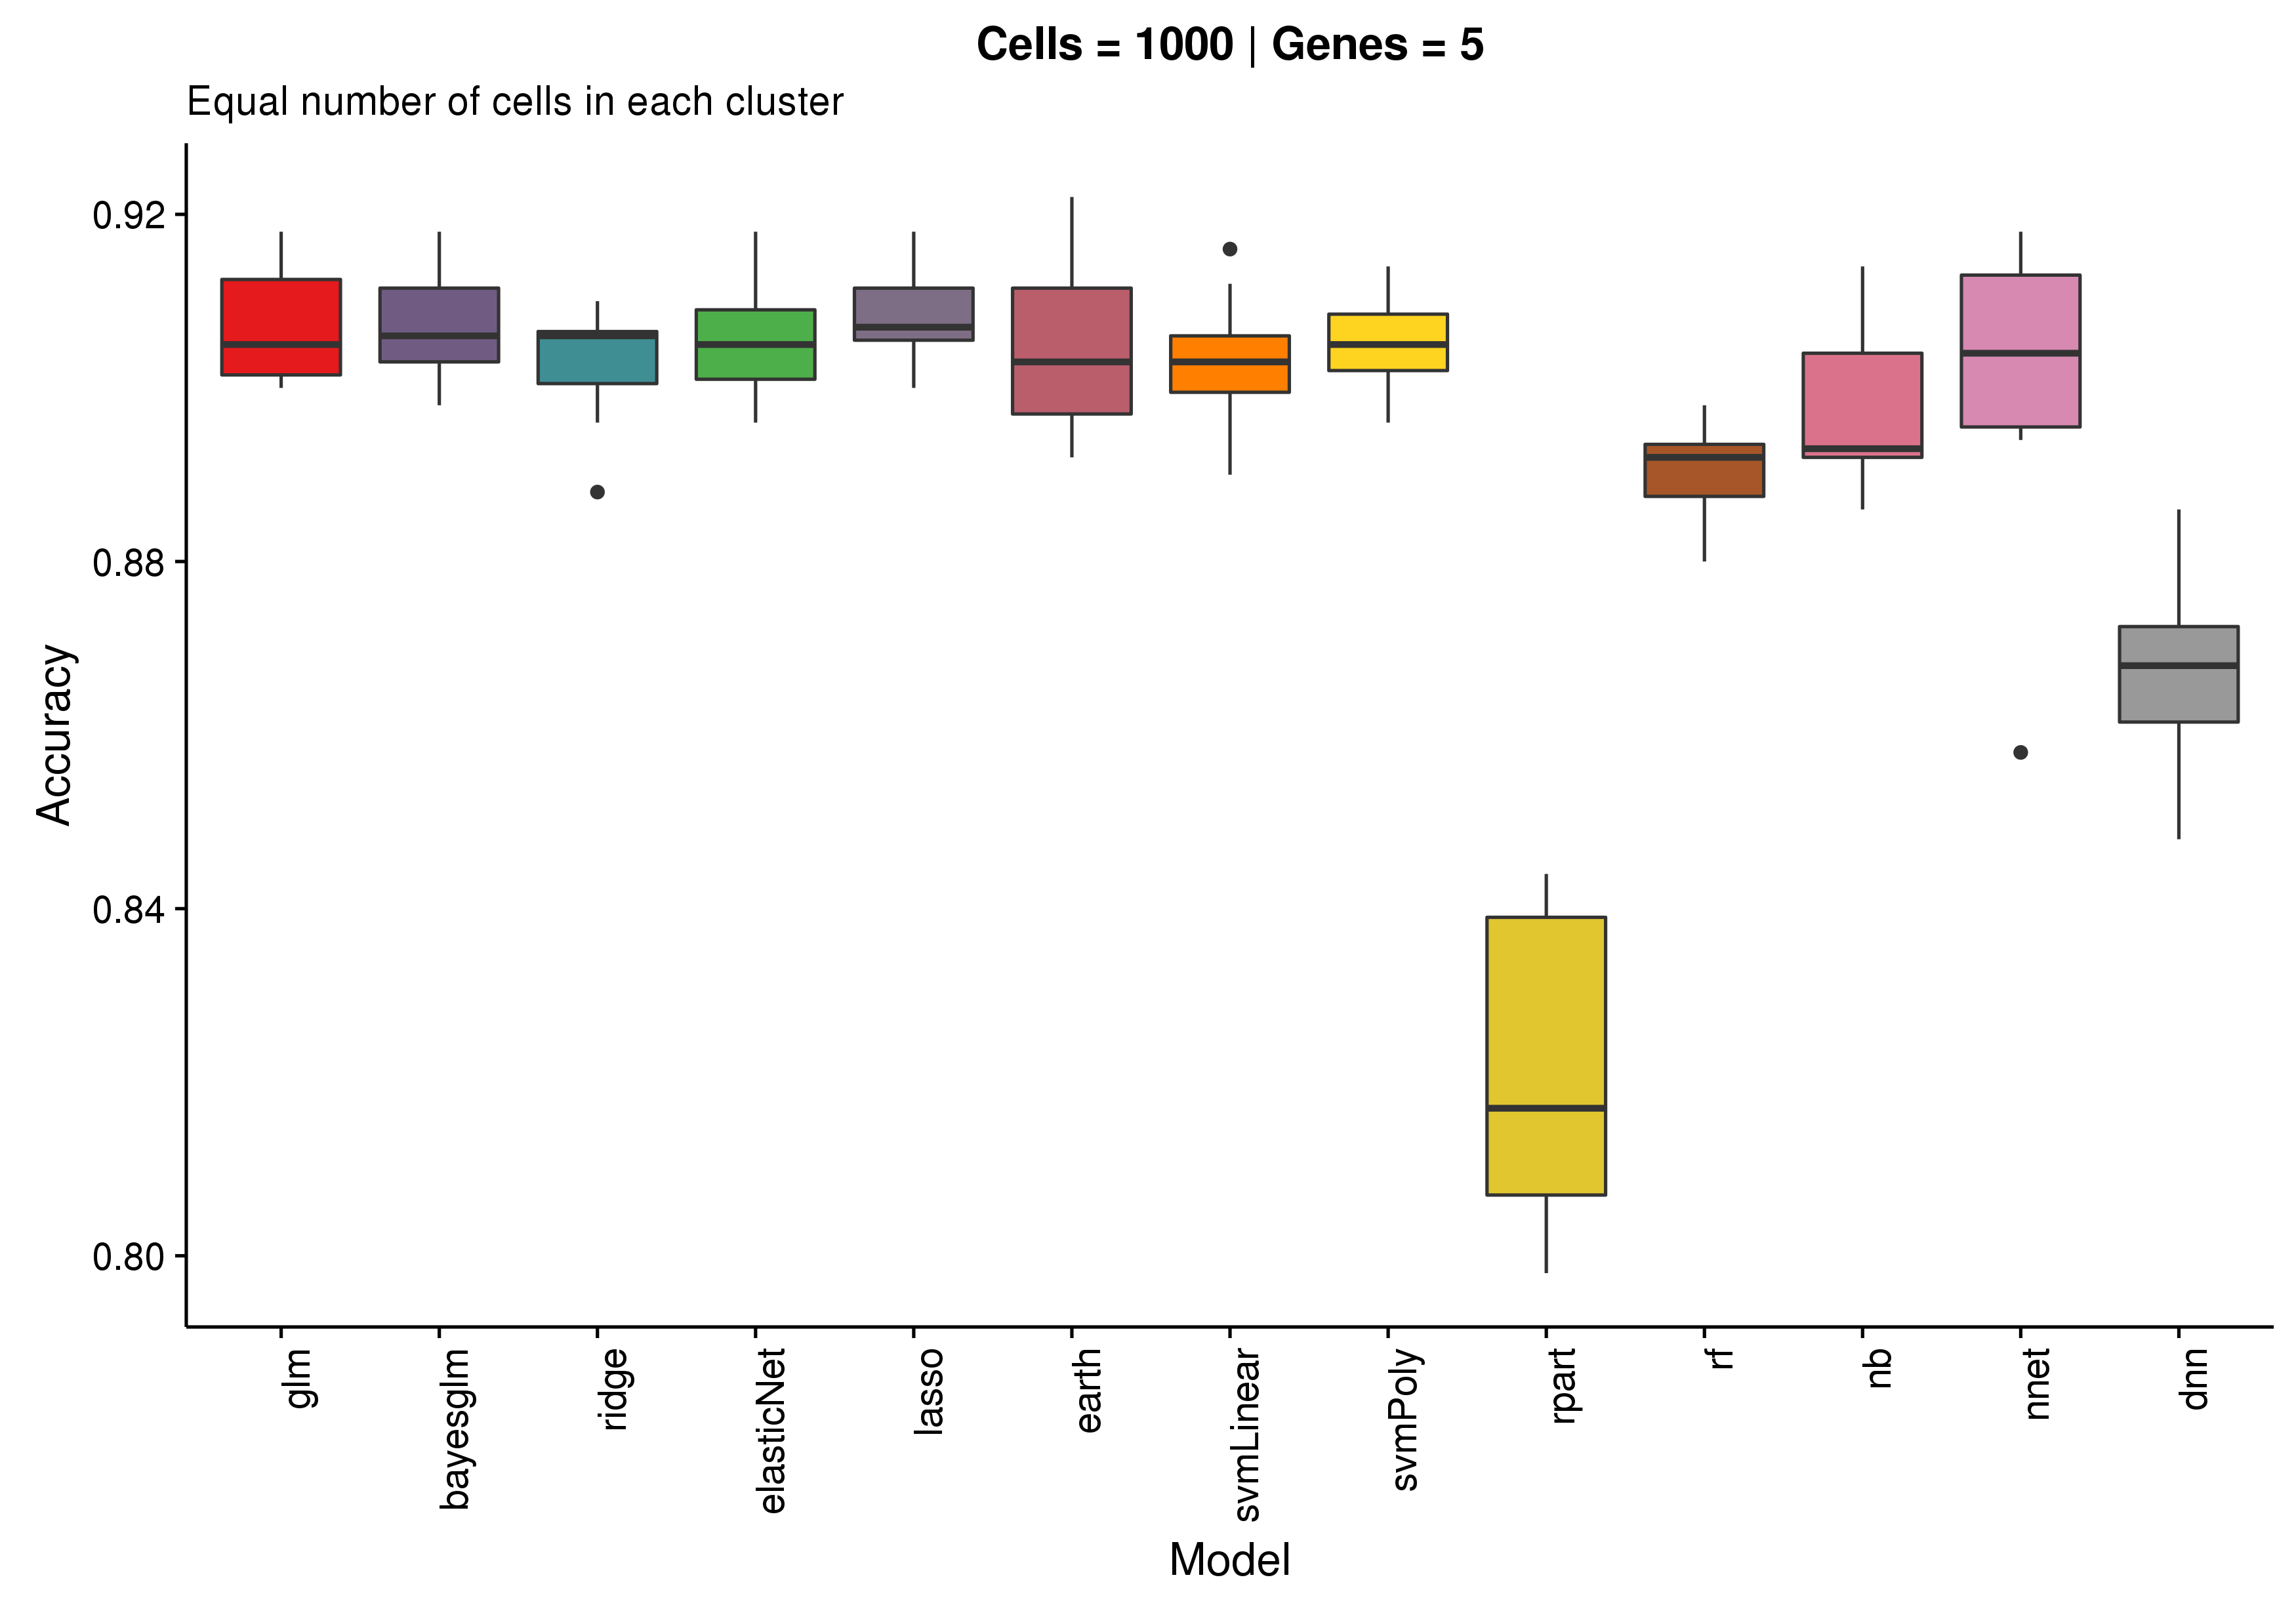 Cells = 1000 | Genes = 5
Equal number of cells in each cluster
Accuracy
0.92
0.88
0.84
0.80
glm
bayesglm
ridge
elasticNet
lasso
earth
svmLinear
svmPoly
rpart
rf
nb
nnet
dnn
Model